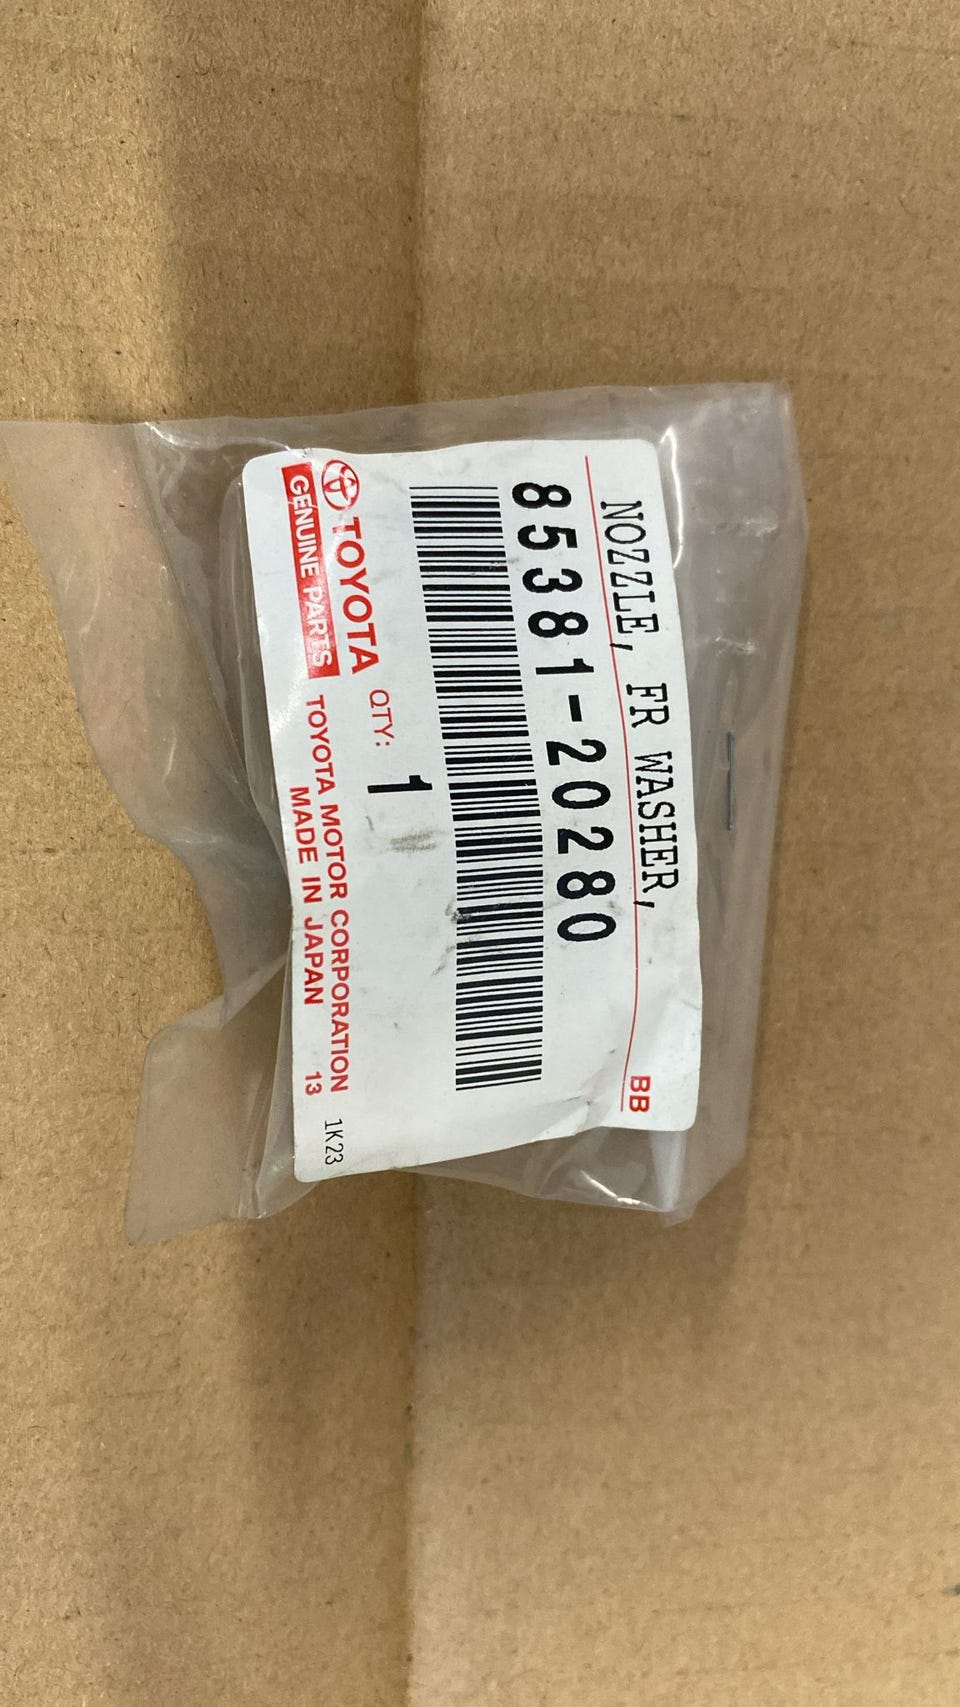 NOZZLE, FR WASHER,
BB
85381-20280
QTY: 1
TOYOTA
GENUINE PARTS
TOYOTA MOTOR CORPORATION
MADE IN JAPAN 13
1K23